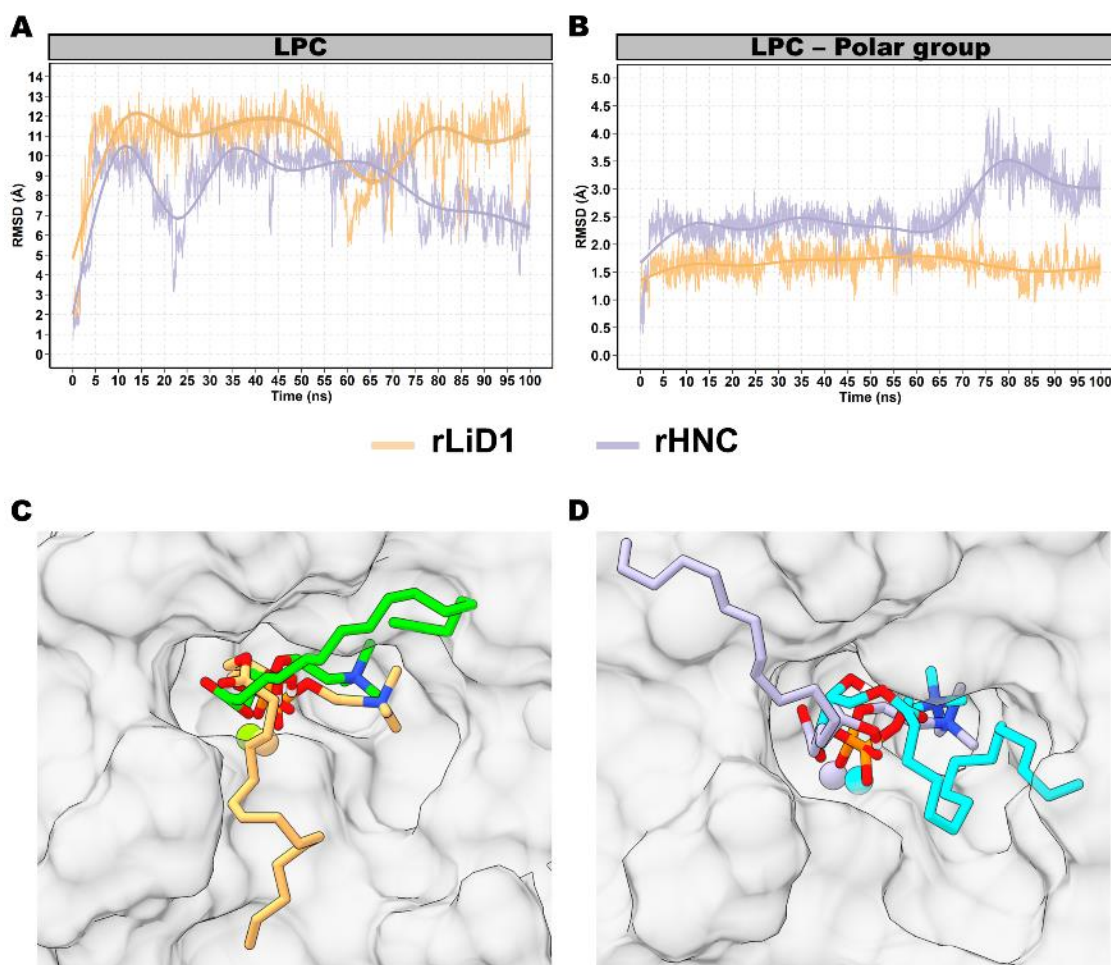 A
LPC
RMSD (Å)
14
13
12
11
10
9
8
7
6
5
4
3
2
1
0
0 5 10 15 20 25 30 35 40 45 50 55 60 65 70 75 80 85 90 95 100
Time (ns)
B
LPC – Polar group
RMSD (Å)
5.0
4.5
4.0
3.5
3.0
2.5
2.0
1.5
1.0
0.5
0.0
0 5 10 15 20 25 30 35 40 45 50 55 60 65 70 75 80 85 90 95 100
Time (ns)
rLiD1 rHNC
C
D